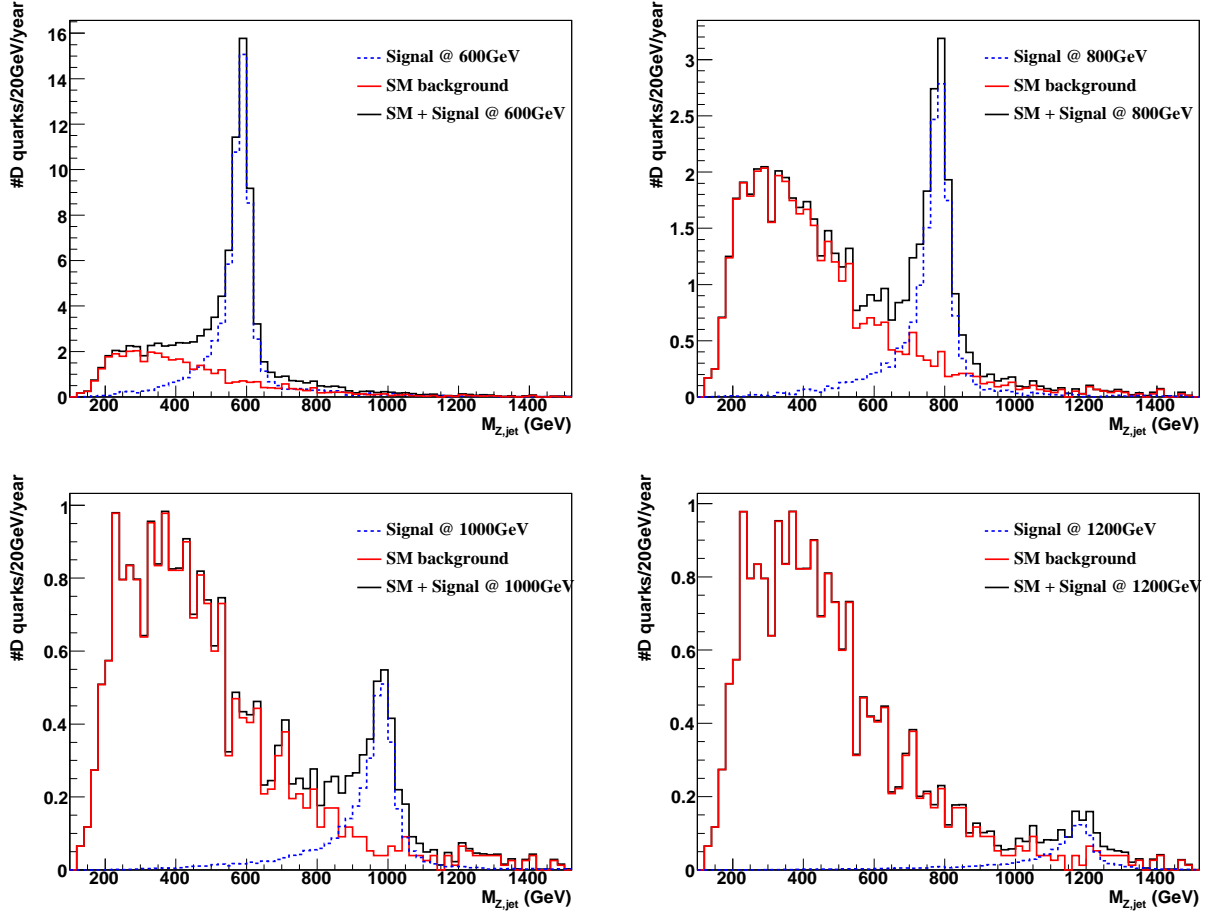 #D quarks/20GeV/year
16
14
12
10
8
6
4
2
0
Signal @ 600GeV
SM background
SM + Signal @ 600GeV
200 400 600 800 1000 1200 1400
M_Z,jet (GeV)
#D quarks/20GeV/year
3
2.5
2
1.5
1
0.5
0
Signal @ 800GeV
SM background
SM + Signal @ 800GeV
200 400 600 800 1000 1200 1400
M_Z,jet (GeV)
#D quarks/20GeV/year
1
0.8
0.6
0.4
0.2
0
Signal @ 1000GeV
SM background
SM + Signal @ 1000GeV
200 400 600 800 1000 1200 1400
M_Z,jet (GeV)
#D quarks/20GeV/year
1
0.8
0.6
0.4
0.2
0
Signal @ 1200GeV
SM background
SM + Signal @ 1200GeV
200 400 600 800 1000 1200 1400
M_Z,jet (GeV)